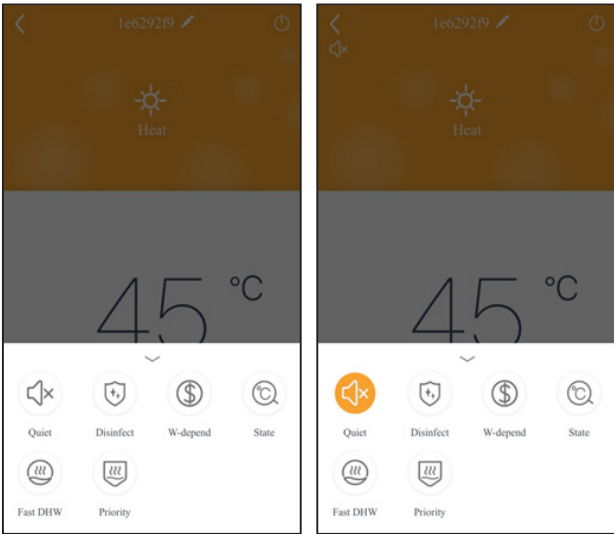 1e6292f9
Heat
45 °C
Quiet Disinfect W-depend State
Fast DHW Priority
1e6292f9
Heat
45 °C
Quiet Disinfect W-depend State
Fast DHW Priority